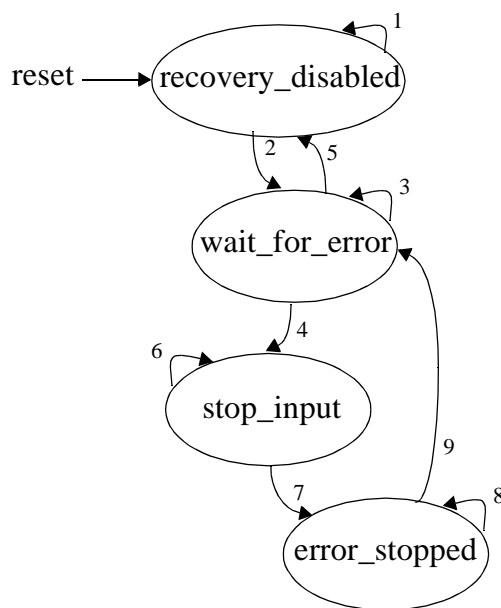 1
reset
recovery_disabled
2
5
3
wait_for_error
4
6
stop_input
9
7
8
error_stopped